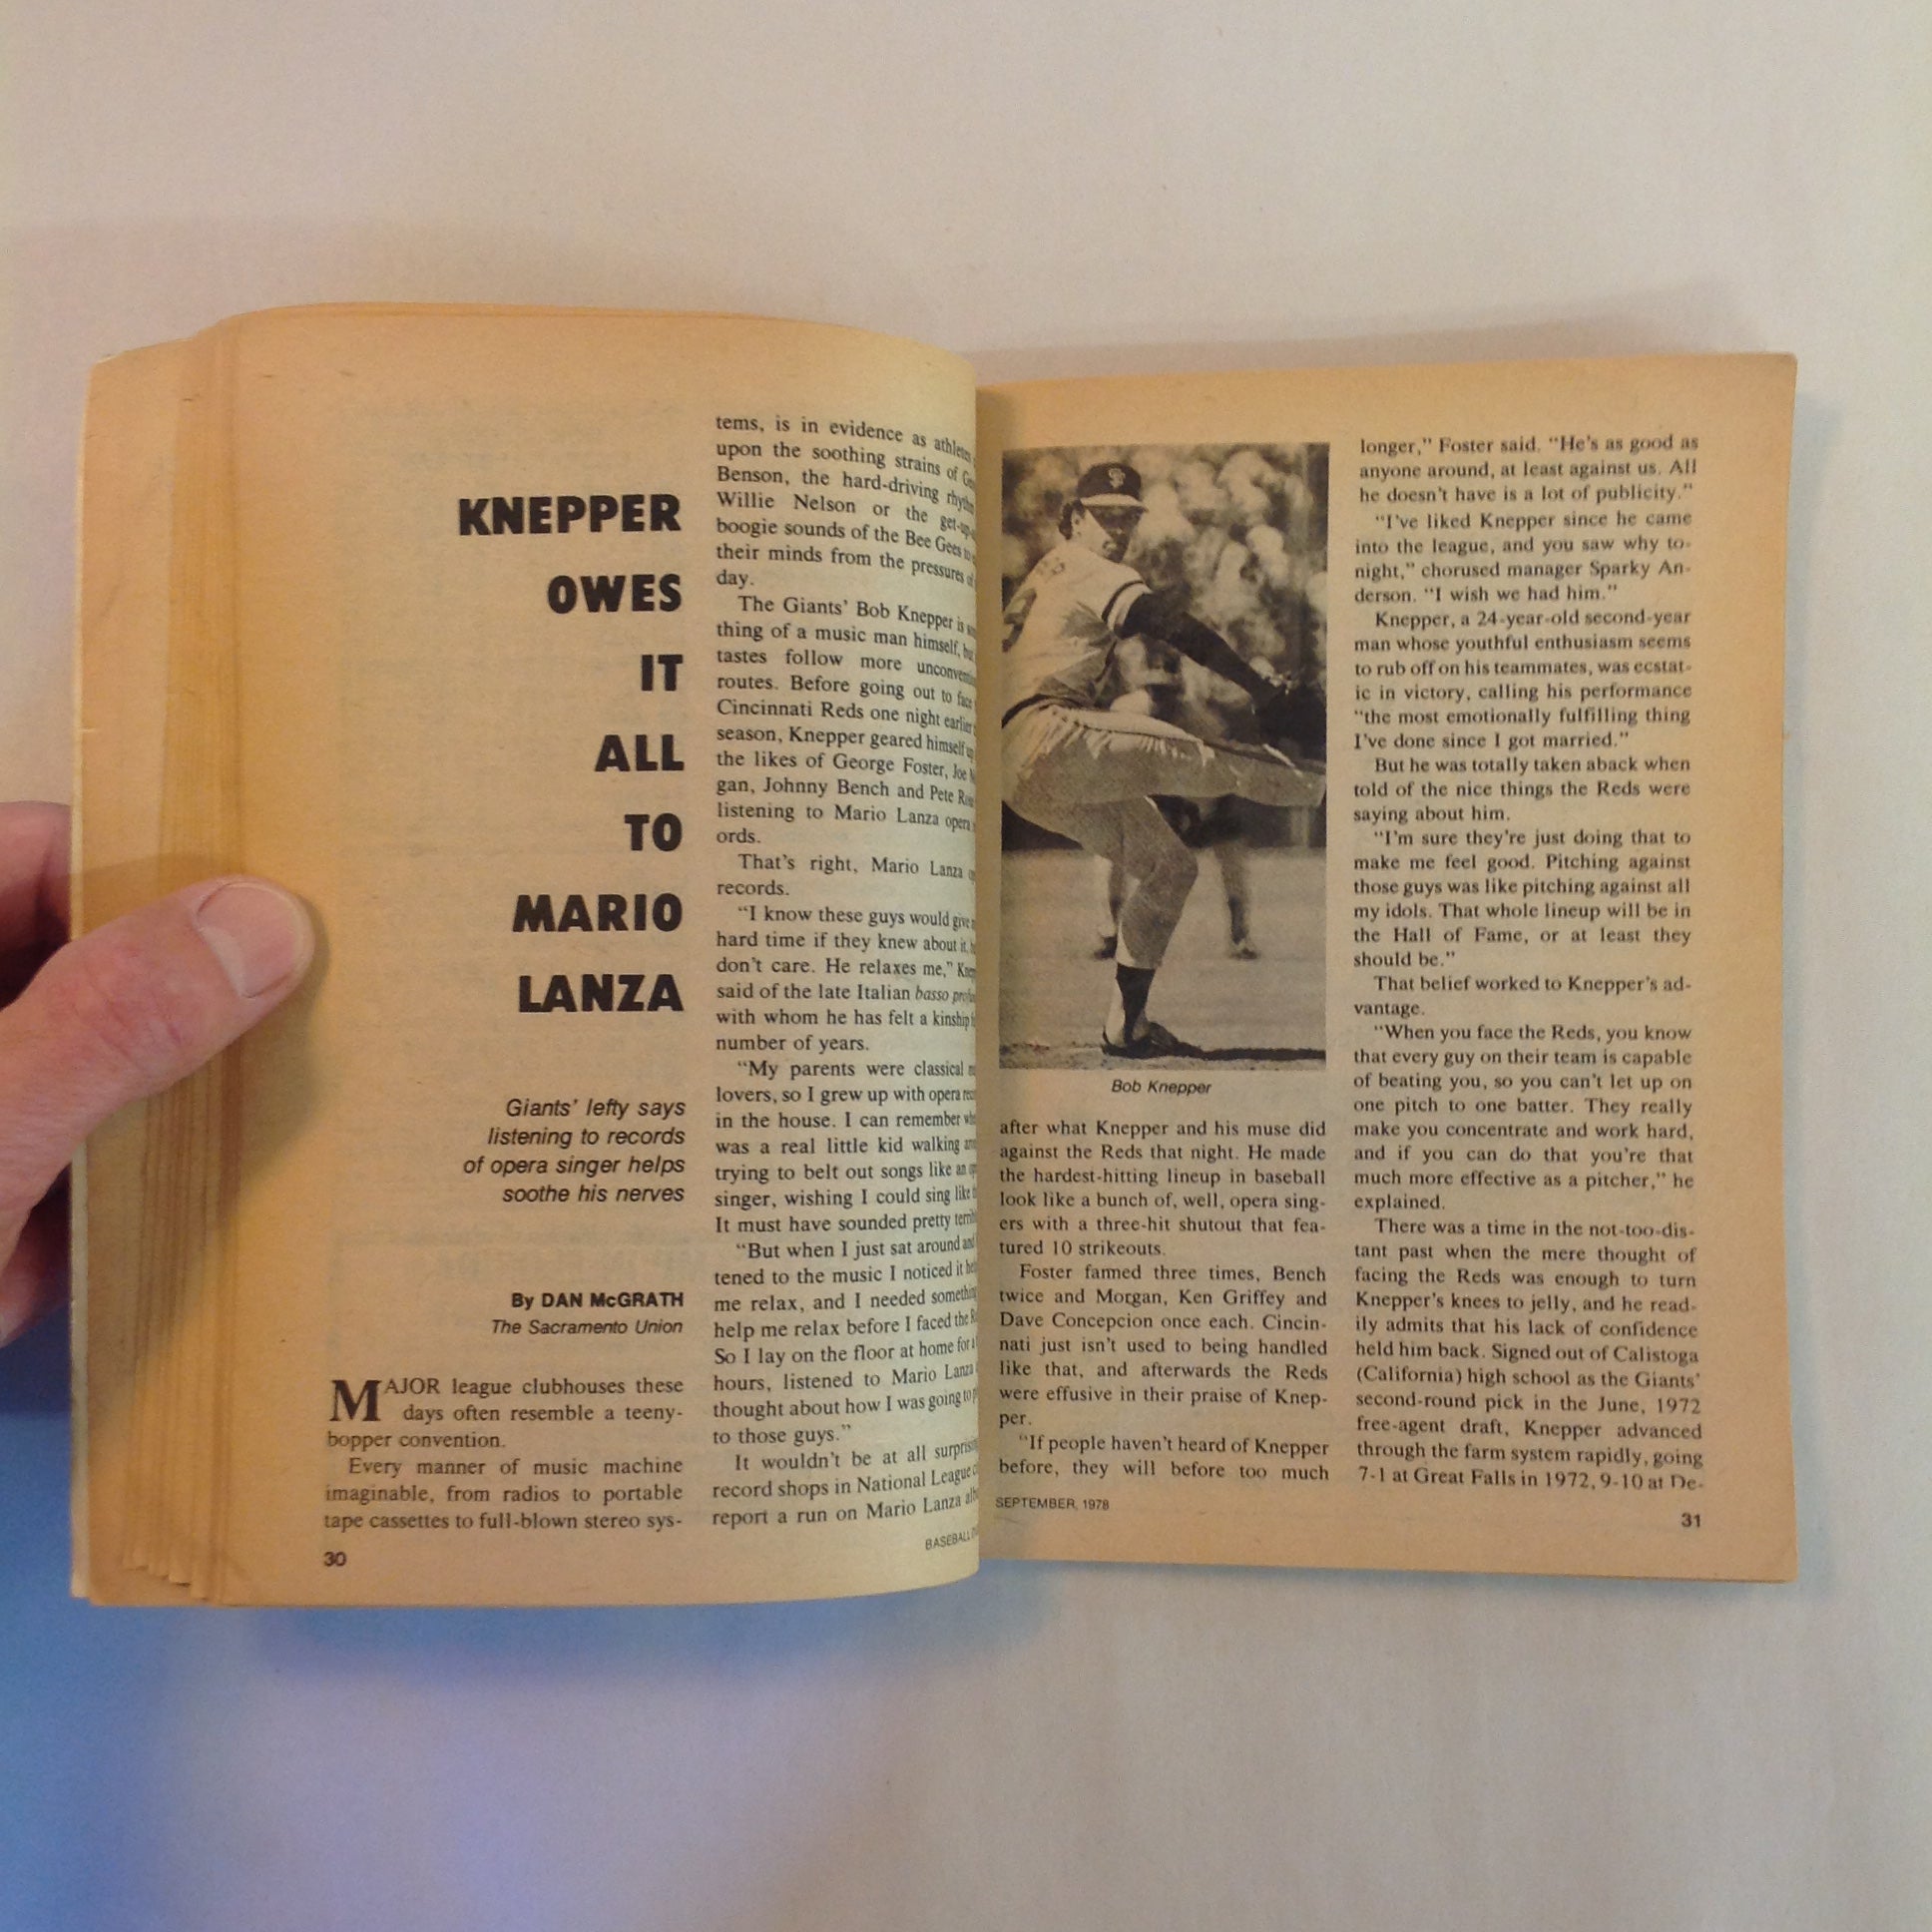 KNEPPER
OWES
IT
ALL
TO
MARIO
LANZA
Giants' lefty says
listening to records
of opera singer helps
soothe his nerves
By DAN McGRATH
The Sacramento Union
MAJOR league clubhouses these
days often resemble a teeny-
bopper convention.
Every manner of music machine
imaginable, from radios to portable
tape cassettes to full-blown stereo sys-
30
tems, is in evidence as athletes
upon the soothing strains of
Benson, the hard-driving
Willie Nelson or the
boogie sounds of the Bee Gees
their minds from the pressures
day.
The Giants' Bob Knepper is
thing of a music man himself,
tastes follow more
routes. Before going out to face
Cincinnati Reds one night earlier
season, Knepper geared himself
the likes of George Foster, Joe
gan, Johnny Bench and Pete
listening to Mario Lanza opera
ords.
That's right, Mario Lanza
records.
"I know these guys would give
hard time if they knew about it,
don't care. He relaxes me,"
said of the late Italian basso
with whom he has felt a kinship
number of years.
"My parents were classical
lovers, so I grew up with opera
in the house. I can remember
was a real little kid walking
trying to belt out songs like an
singer, wishing I could sing like
It must have sounded pretty
"But when I just sat around and
tened to the music I noticed it
me relax, and I needed something
help me relax before I faced the
So I lay on the floor at home for a
hours, listened to Mario Lanza
thought about how I was going to
to those guys."
It wouldn't be at all
record shops in National League
report a run on Mario Lanza
BASEBALL
Bob Knepper
after what Knepper and his muse did
against the Reds that night. He made
the hardest-hitting lineup in baseball
look like a bunch of, well, opera sing-
ers with a three-hit shutout that fea-
tured 10 strikeouts.
Foster fanned three times, Bench
twice and Morgan, Ken Griffey and
Dave Concepcion once each. Cincin-
nati just isn't used to being handled
like that, and afterwards the Reds
were effusive in their praise of Knep-
per.
"If people haven't heard of Knepper
before, they will before too much
SEPTEMBER, 1978
longer," Foster said. "He's as good as
anyone around, at least against us. All
he doesn't have is a lot of publicity."
"I've liked Knepper since he came
into the league, and you saw why to-
night," chorused manager Sparky An-
derson. "I wish we had him."
Knepper, a 24-year-old second-year
man whose youthful enthusiasm seems
to rub off on his teammates, was ecstat-
ic in victory, calling his performance
"the most emotionally fulfilling thing
I've done since I got married."
But he was totally taken aback when
told of the nice things the Reds were
saying about him.
"I'm sure they're just doing that to
make me feel good. Pitching against
those guys was like pitching against all
my idols. That whole lineup will be in
the Hall of Fame, or at least they
should be."
That belief worked to Knepper's ad-
vantage.
"When you face the Reds, you know
that every guy on their team is capable
of beating you, so you can't let up on
one pitch to one batter. They really
make you concentrate and work hard,
and if you can do that you're that
much more effective as a pitcher," he
explained.
There was a time in the not-too-dis-
tant past when the mere thought of
facing the Reds was enough to turn
Knepper's knees to jelly, and he read-
ily admits that his lack of confidence
held him back. Signed out of Calistoga
(California) high school as the Giants'
second-round pick in the June, 1972
free-agent draft, Knepper advanced
through the farm system rapidly, going
7-1 at Great Falls in 1972, 9-10 at De-
31